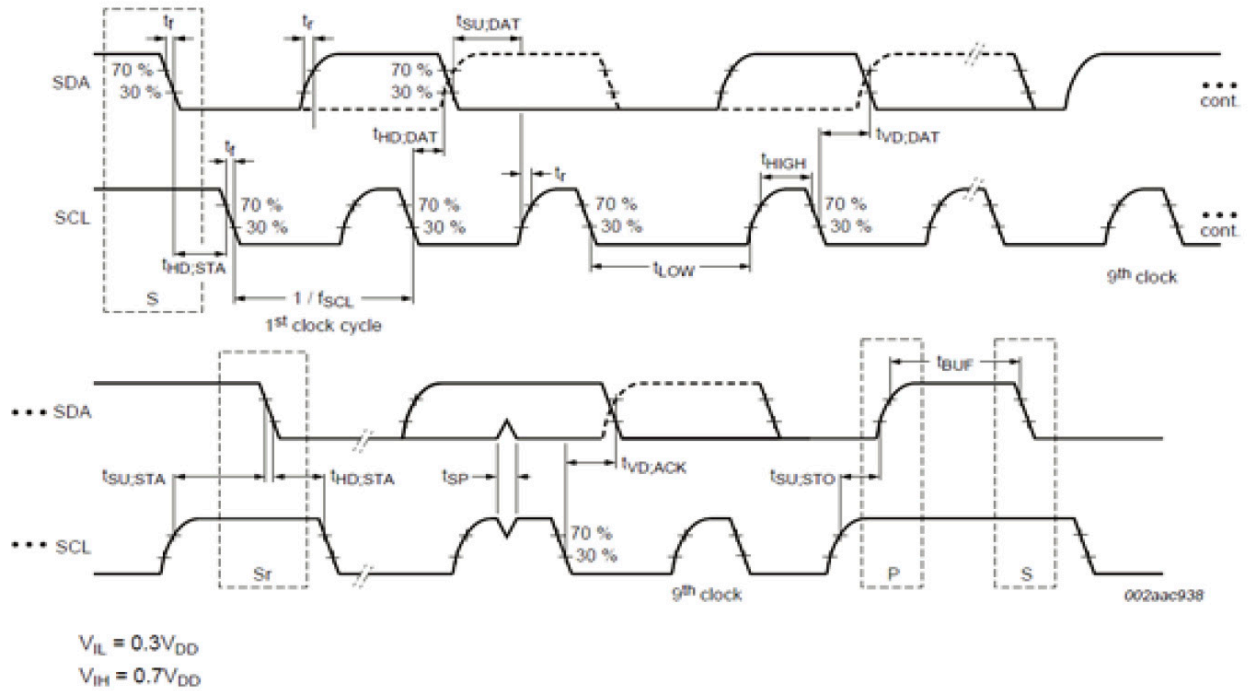 tf tr tSU;DAT
SDA 70 % 30 % 70 % 30 % cont.
tHD;DAT tVD;DAT
tf tr tHIGH
SCL 70 % 30 % 70 % 30 % 70 % 30 % 70 % 30 % cont.
tHD;STA tLOW 9th clock
S 1 / fSCL
1st clock cycle
tBUF
SDA
tSU;STA tHD;STA tSP tVD;ACK tSU;STO
SCL 70 % 30 %
Sr 9th clock P S
002aac938
VIL = 0.3VDD
VIH = 0.7VDD